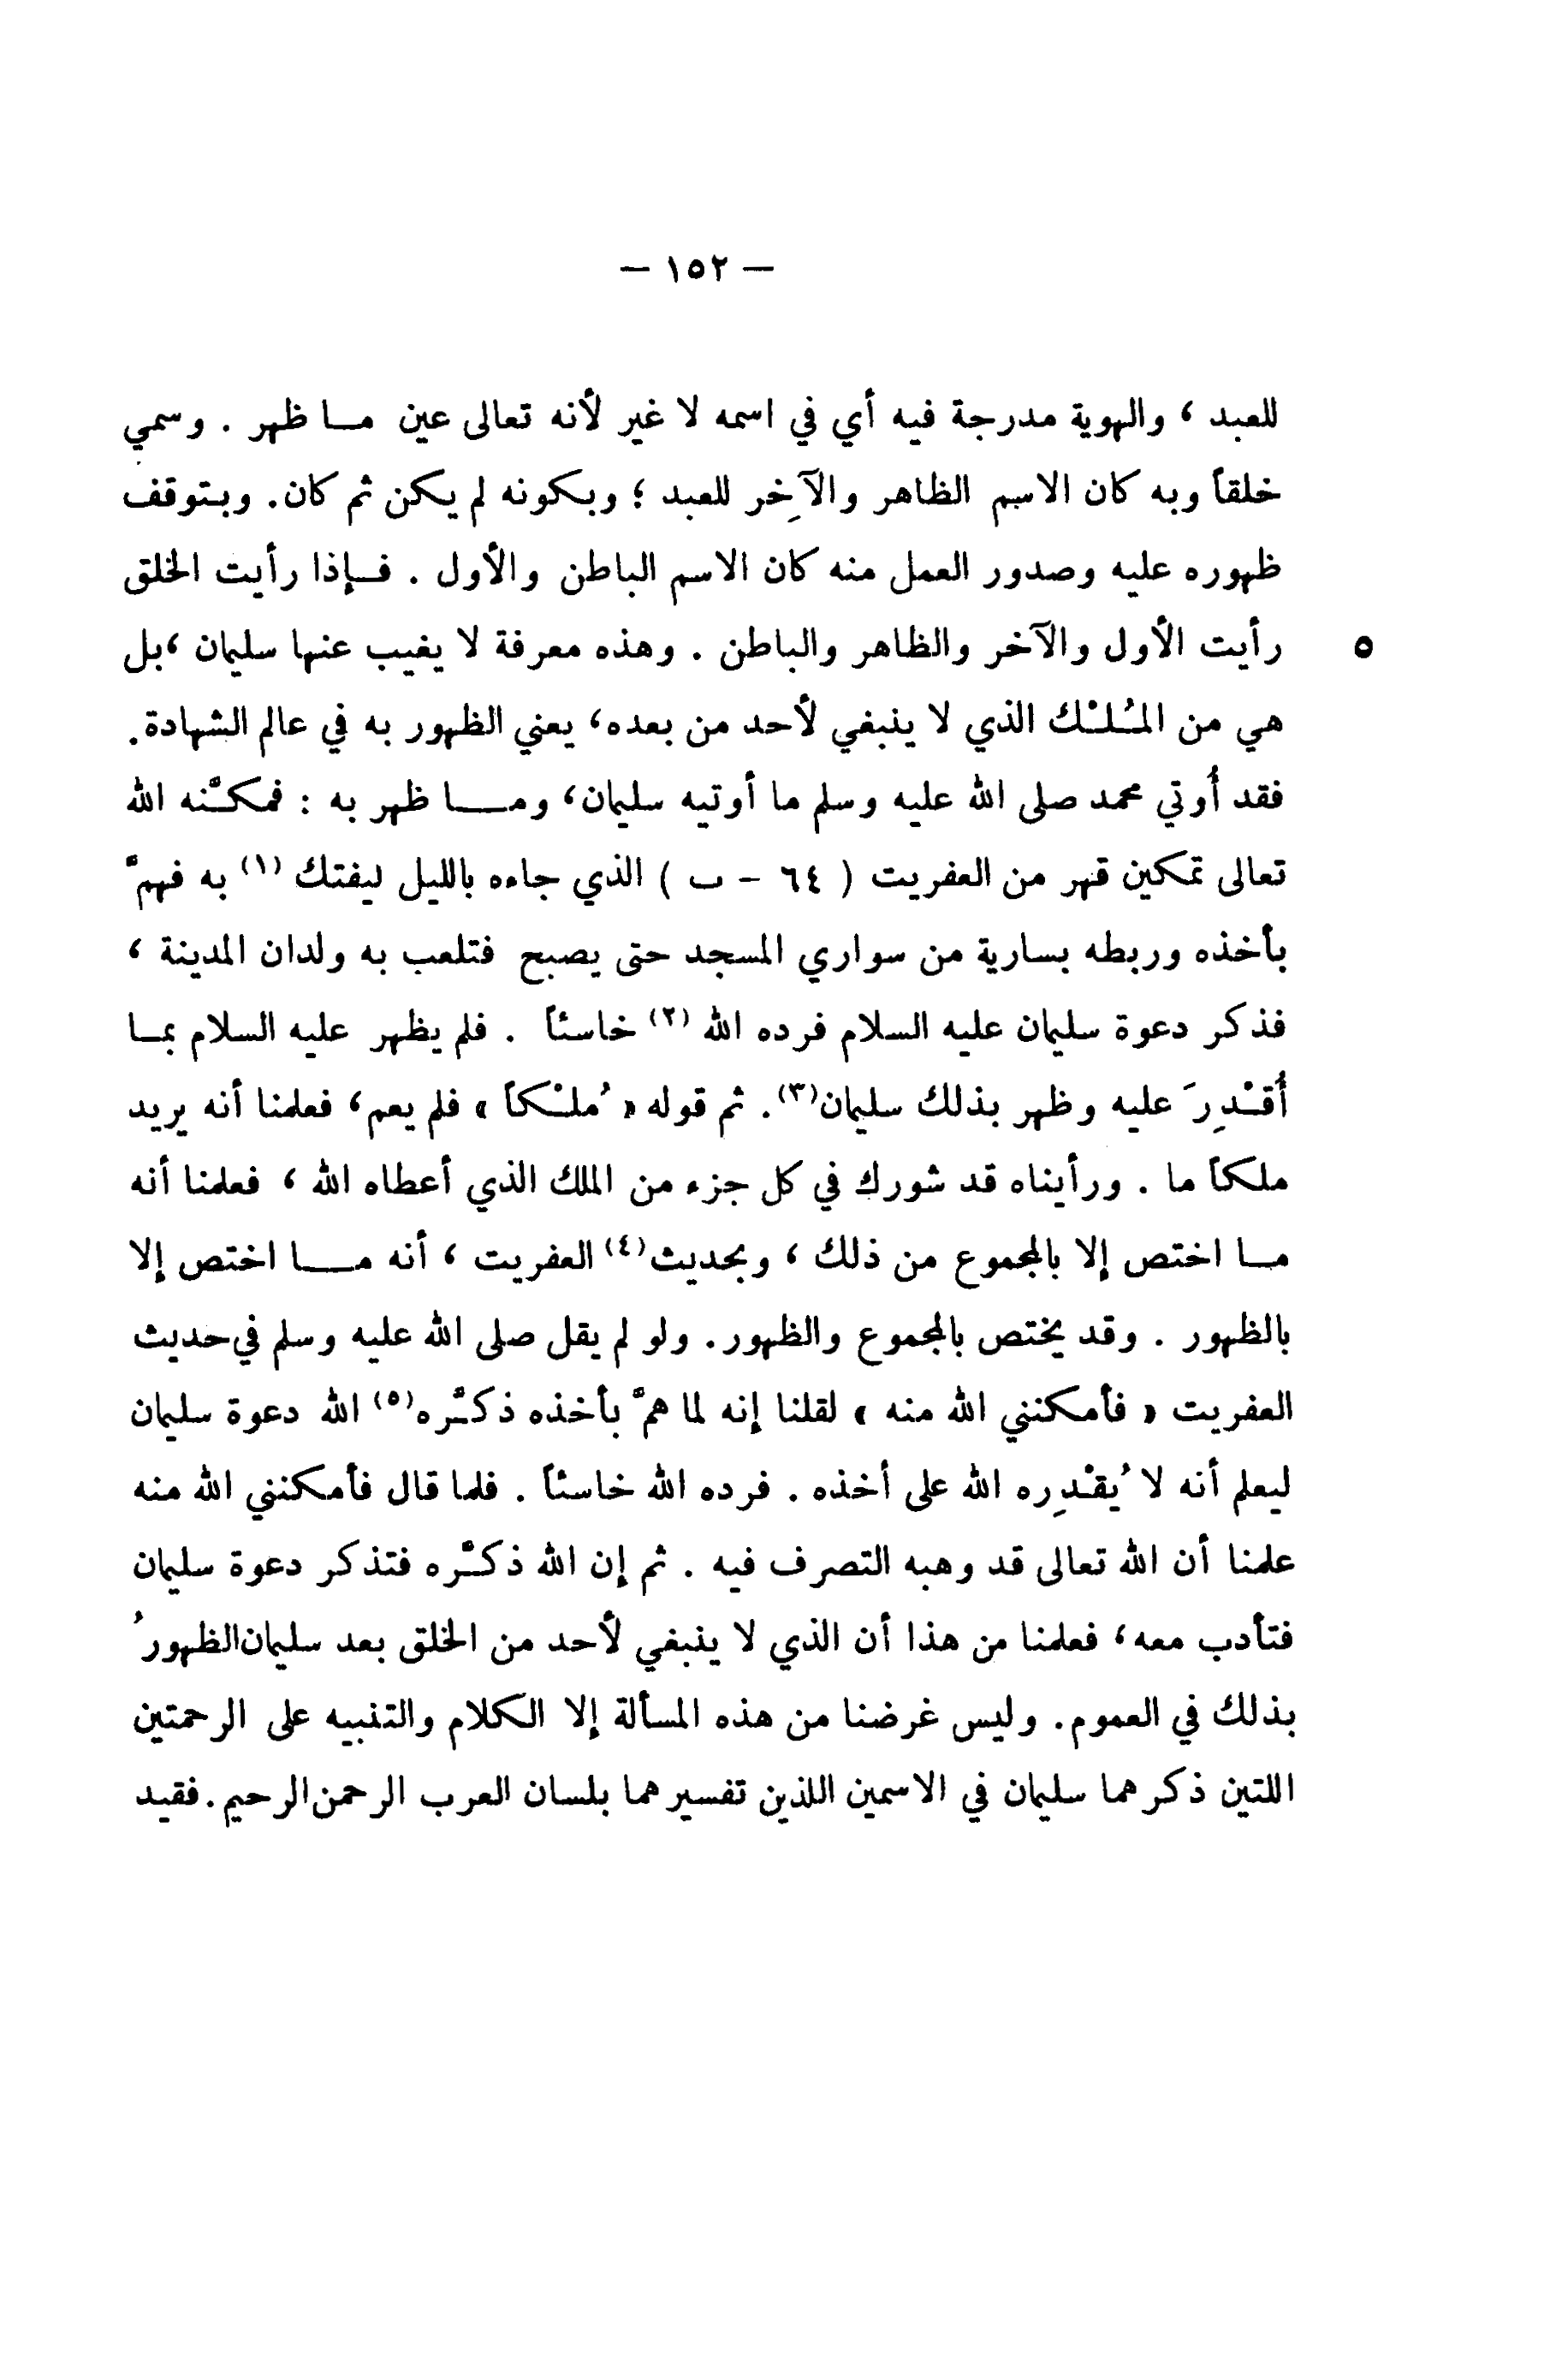 — ١٥٢ —
للعبد ، والهوية مدرجة فيه أي في اسمه لا غير لأنه تعالى عين مـا ظهر . وسمي
خلقاً وبه كان الاسم الظاهر والآخِر للعبد ؛ وبكونه لم يكن ثم كان. وبتوقف
ظهوره عليه وصدور العمل منه كان الاسم الباطن والأول . فـإذا رأيت الخلق
رأيت الأول والآخر والظاهر والباطن . وهذه معرفة لا يغيب عنها سليمان ،بل ٥
هي من المُلْك الذي لا ينبغي لأحد من بعده، يعني الظهور به في عالم الشهادة.
فقد أُوتي محمد صلى الله عليه وسلم ما أوتيه سليمان، ومـــا ظهر به : فمكَّنه الله
تعالى تمكين قهر من العفريت ( ٦٤ - ب ) الذي جاءه بالليل ليفتك (١) به فهمَّ
بأخذه وربطه بسارية من سواري المسجد حتى يصبح فتلعب به ولدان المدينة ،
فذكر دعوة سليمان عليه السلام فرده الله (٢) خاسئاً . فلم يظهر عليه السلام بمـا
أُقْدِرَ عليه وظهر بذلك سليمان(٣). ثم قوله « مُلْكاً » فلم يعم، فعلمنا أنه يريد
ملكاً ما . ورأيناه قد شورك في كل جزء من الملك الذي أعطاه الله ، فعلمنا أنه
مـا اختص إلا بالمجموع من ذلك ، وبحديث(٤) العفريت ، أنه مـــا اختص إلا
بالظهور . وقد يختص بالمجموع والظهور. ولو لم يقل صلى الله عليه وسلم في حديث
العفريت « فأمكنني الله منه » لقلنا إنه لما همَّ بأخذه ذكَّره(٥) الله دعوة سليمان
ليعلم أنه لا يُقْدِره الله على أخذه . فرده الله خاسئاً . فلما قال فأمكنني الله منه
علمنا أن الله تعالى قد وهبه التصرف فيه . ثم إن الله ذكَّره فتذكر دعوة سليمان
فتأدب معه، فعلمنا من هذا أن الذي لا ينبغي لأحد من الخلق بعد سليمان الظهورُ
بذلك في العموم. وليس غرضنا من هذه المسألة إلا الكلام والتنبيه على الرحمتين
اللتين ذكرهما سليمان في الاسمين اللذين تفسيرهما بلسان العرب الرحمن الرحيم. فقيد